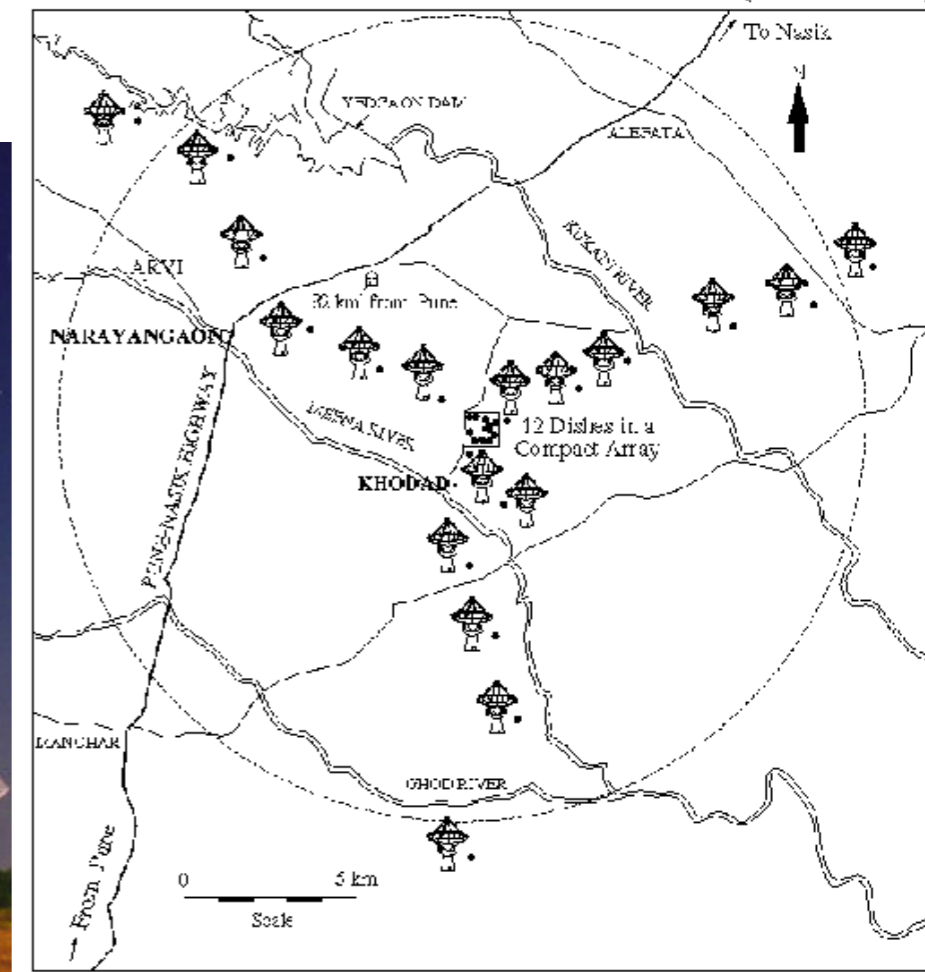 To Nasik
N
YEDGAON DAM
ALEFATA
KUKADI RIVER
ARVI
82 km from Pune
NARAYANGAON
MEENA RIVER
12 Dishes in a
Compact Array
KHODAD
PUNE-NASIK HIGHWAY
MANCHAR
GHOD RIVER
From Pune
0 5 km
Scale